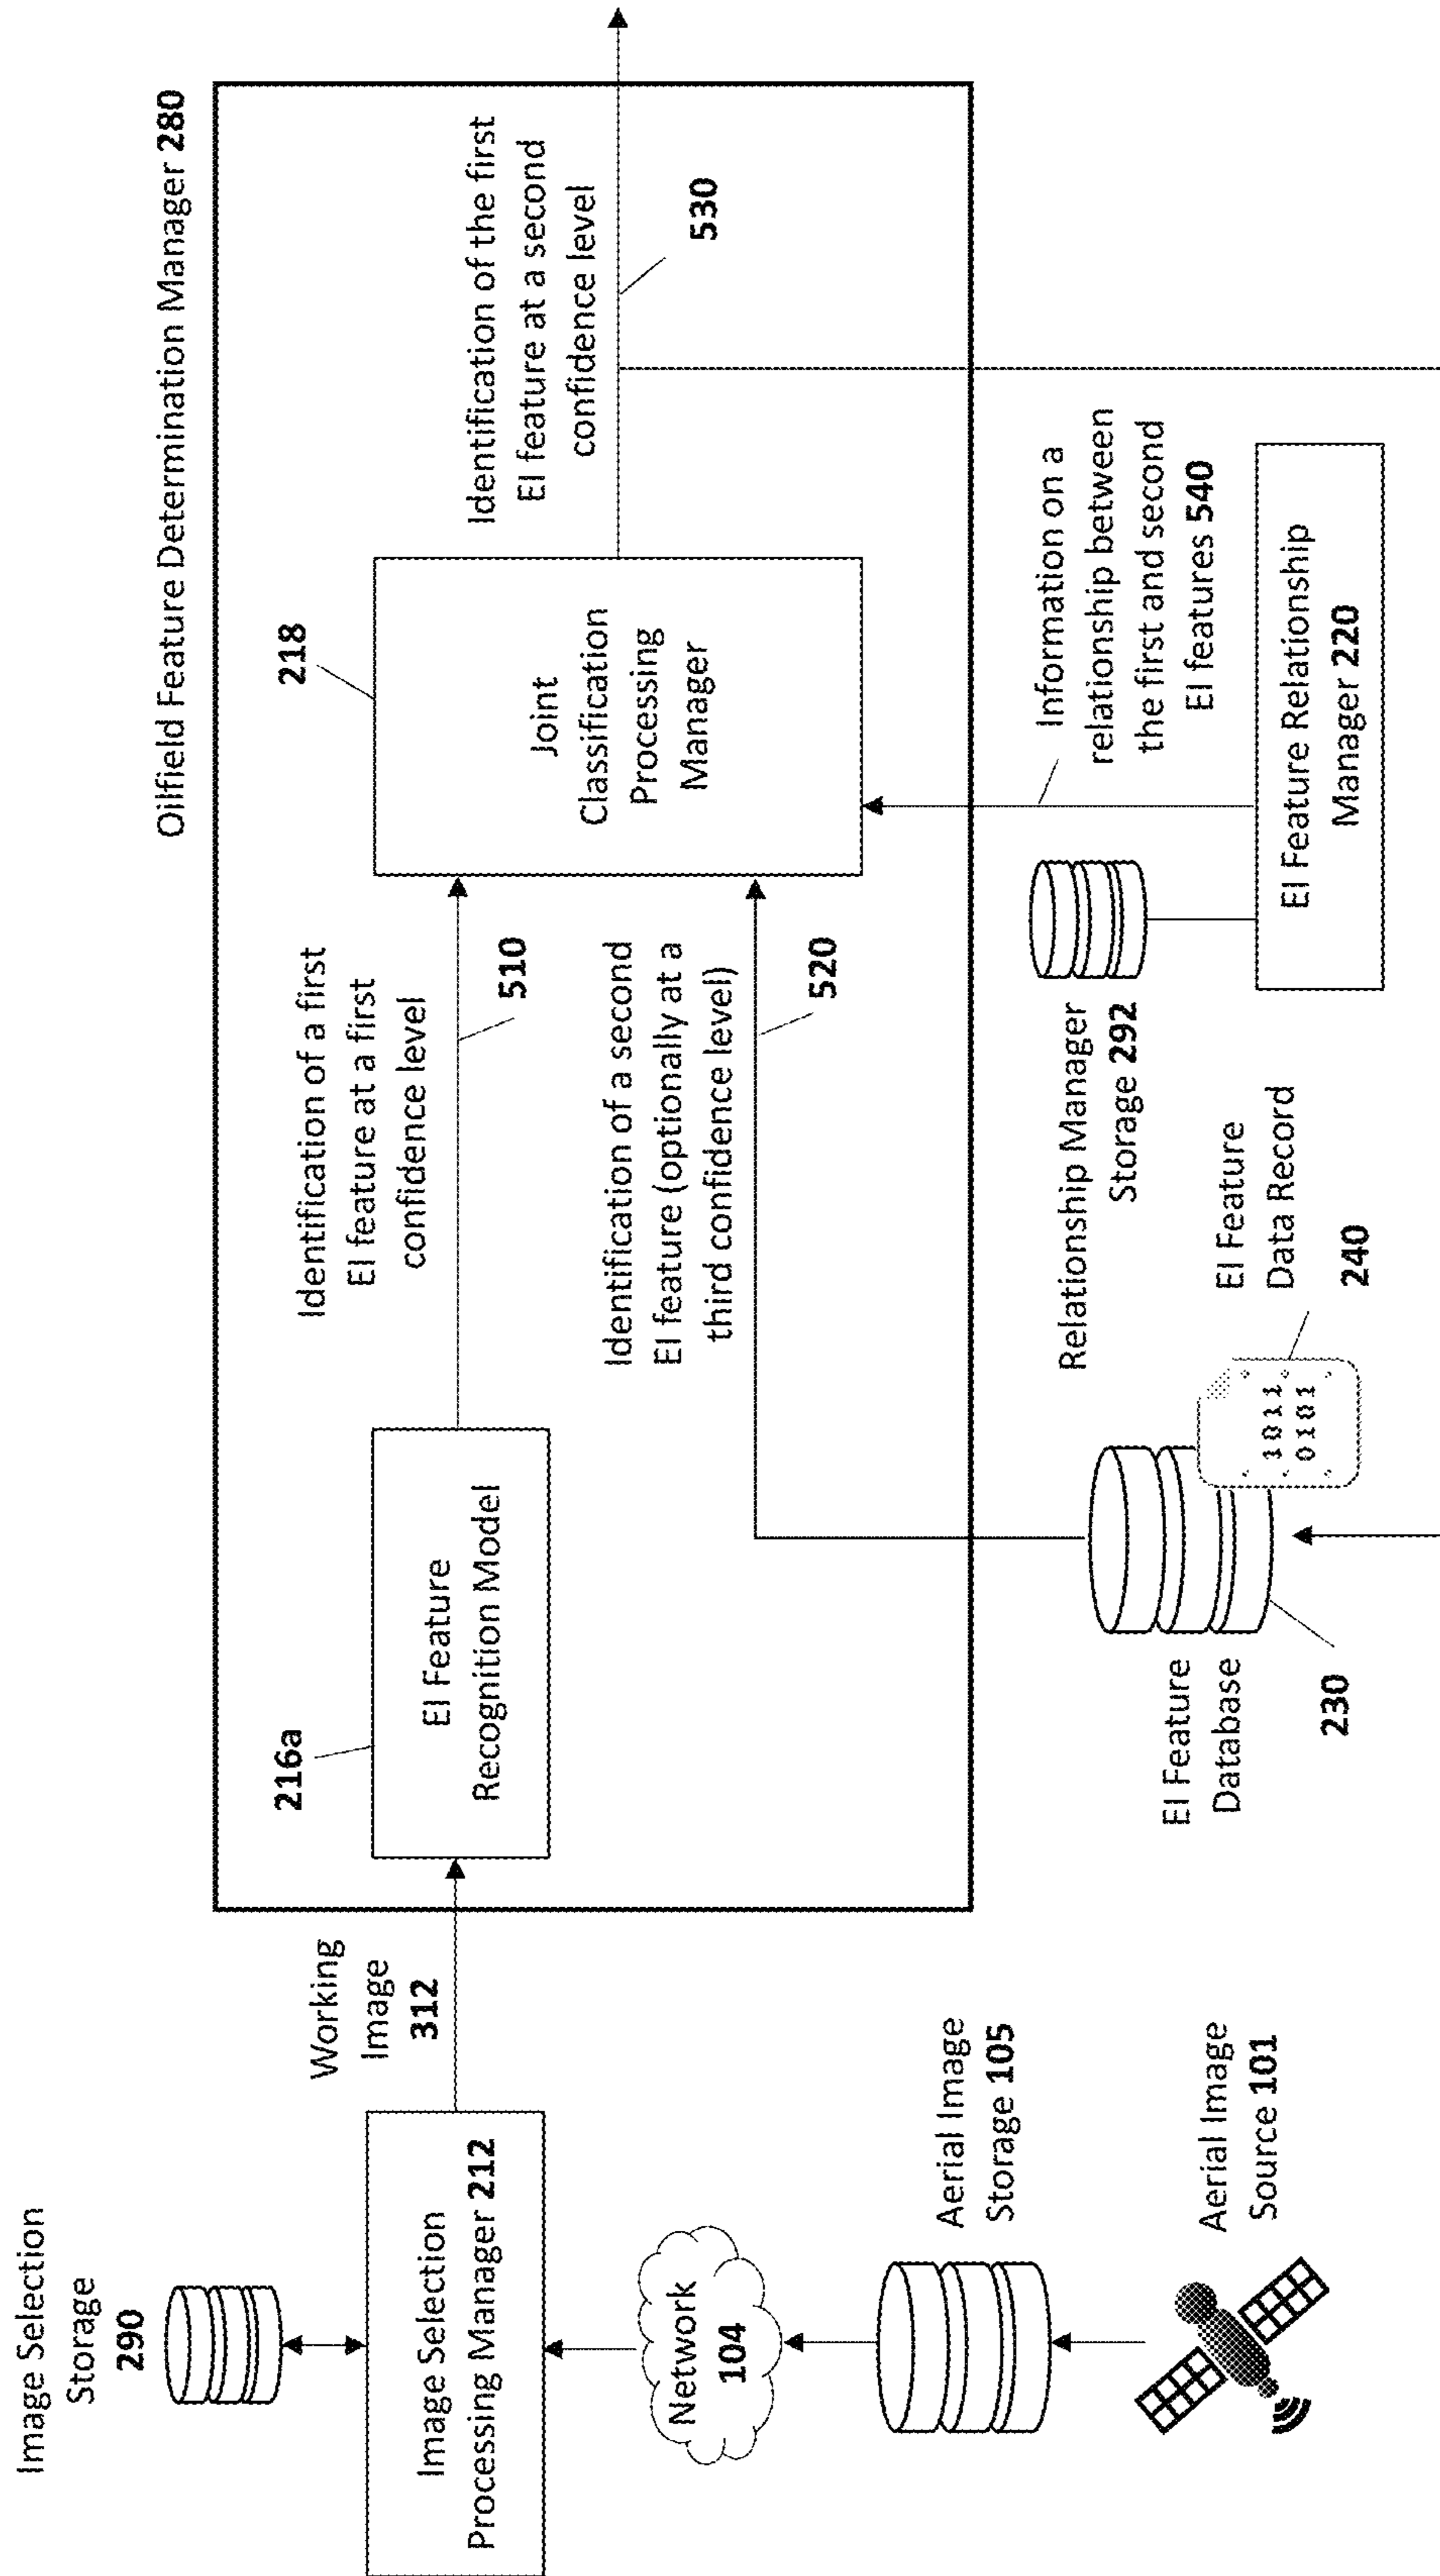 Oilfield Feature Determination Manager 280
Image Selection
Storage
290
Image Selection
Processing Manager 212
Network
104
Aerial Image
Storage 105
Aerial Image
Source 101
Working
Image
312
216a
EI Feature
Recognition Model
Identification of a first
EI feature at a first
confidence level
510
Identification of a second
EI feature (optionally at a
third confidence level)
520
218
Joint
Classification
Processing
Manager
Identification of the first
EI feature at a second
confidence level
530
EI Feature
Database
230
1011
0101
EI Feature
Data Record
240
Relationship Manager
Storage 292
Information on a
relationship between
the first and second
EI features 540
EI Feature Relationship
Manager 220